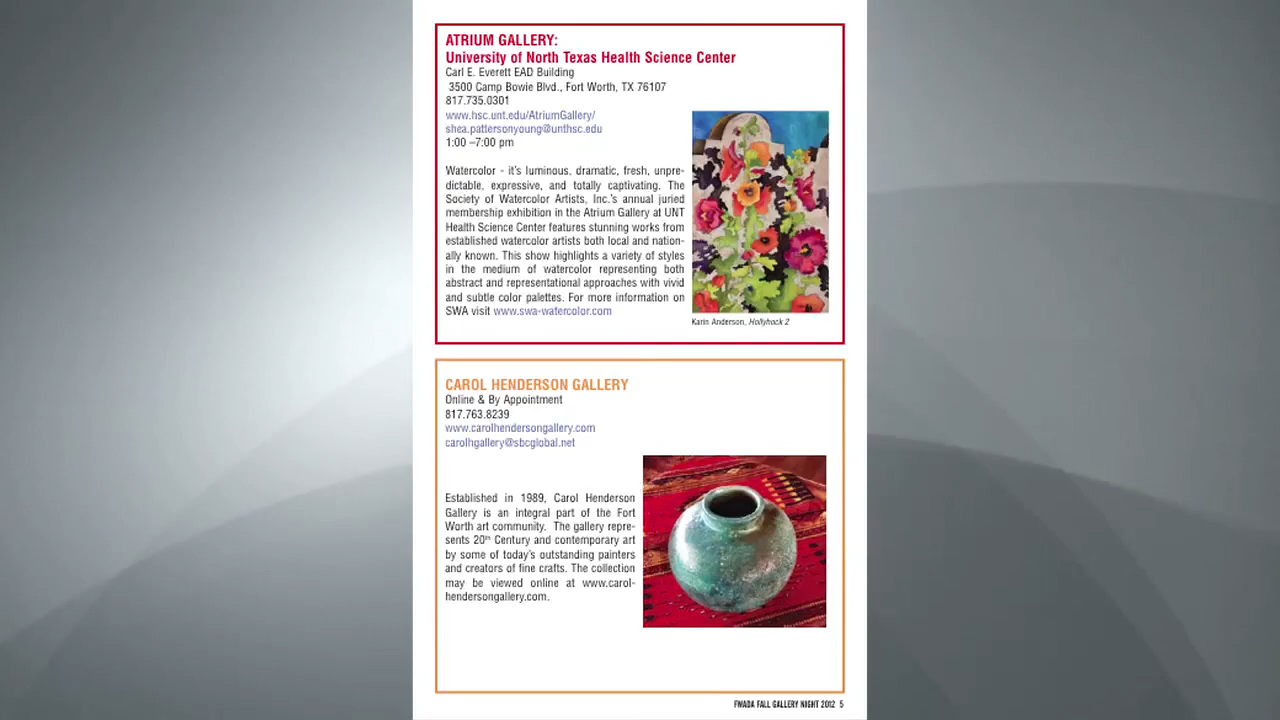 ATRIUM GALLERY:
University of North Texas Health Science Center
Carl E. Everett EAD Building
3500 Camp Bowie Blvd., Fort Worth, TX 76107
817.735.0301
www.hsc.unt.edu/AtriumGallery/
shea.pattersonyoung@unthsc.edu
1:00 –7:00 pm
Watercolor - it's luminous, dramatic, fresh, unpre-
dictable, expressive, and totally captivating. The
Society of Watercolor Artists, Inc.'s annual juried
membership exhibition in the Atrium Gallery at UNT
Health Science Center features stunning works from
established watercolor artists both local and nation-
ally known. This show highlights a variety of styles
in the medium of watercolor representing both
abstract and representational approaches with vivid
and subtle color palettes. For more information on
SWA visit www.swa-watercolor.com
Karin Anderson, Hollyhock 2
CAROL HENDERSON GALLERY
Online & By Appointment
817.763.8239
www.carolhendersongallery.com
carolhgallery@sbcglobal.net
Established in 1989, Carol Henderson
Gallery is an integral part of the Fort
Worth art community. The gallery repre-
sents 20th Century and contemporary art
by some of today's outstanding painters
and creators of fine crafts. The collection
may be viewed online at www.carol-
hendersongallery.com.
FWADA FALL GALLERY NIGHT 2012 5